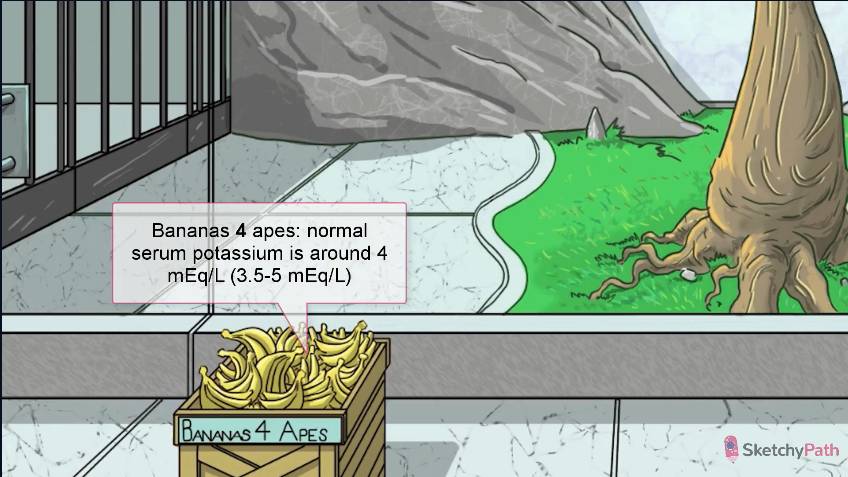 Bananas 4 apes: normal
serum potassium is around 4
mEq/L (3.5-5 mEq/L)
BANANAS 4 APES
SketchyPath